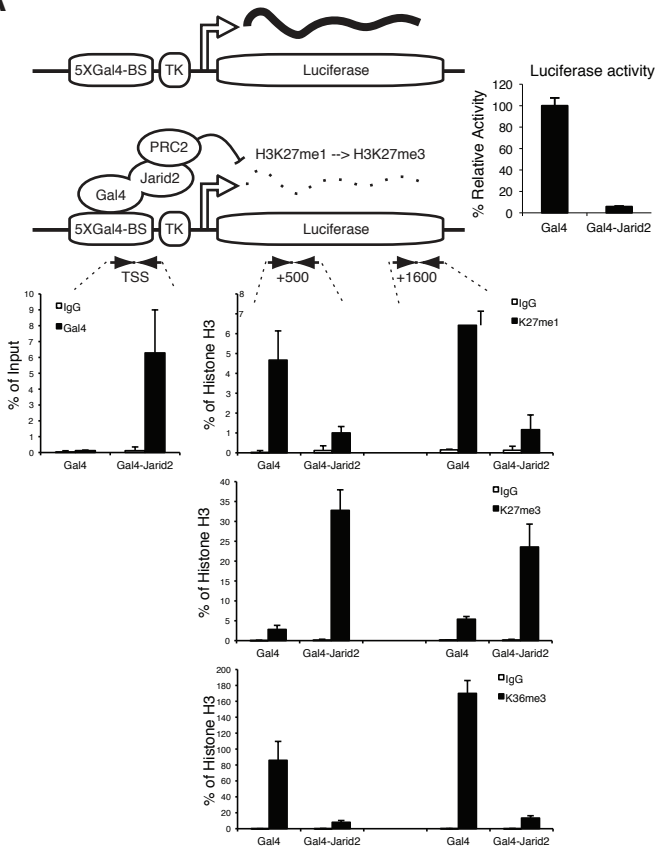 A
5XGal4-BS TK Luciferase
Luciferase activity
% Relative Activity
120
100
80
60
40
20
0
Gal4 Gal4-Jarid2
PRC2
Jarid2
Gal4
H3K27me1 --> H3K27me3
5XGal4-BS TK Luciferase
TSS +500 +1600
% of Input
10
9
8
7
6
5
4
3
2
1
0
IgG
Gal4
Gal4 Gal4-Jarid2
% of Histone H3
8
7
6
5
4
3
2
1
0
IgG
K27me1
Gal4 Gal4-Jarid2 Gal4 Gal4-Jarid2
% of Histone H3
40
35
30
25
20
15
10
5
0
IgG
K27me3
Gal4 Gal4-Jarid2 Gal4 Gal4-Jarid2
% of Histone H3
200
180
160
140
120
100
80
60
40
20
0
IgG
K36me3
Gal4 Gal4-Jarid2 Gal4 Gal4-Jarid2